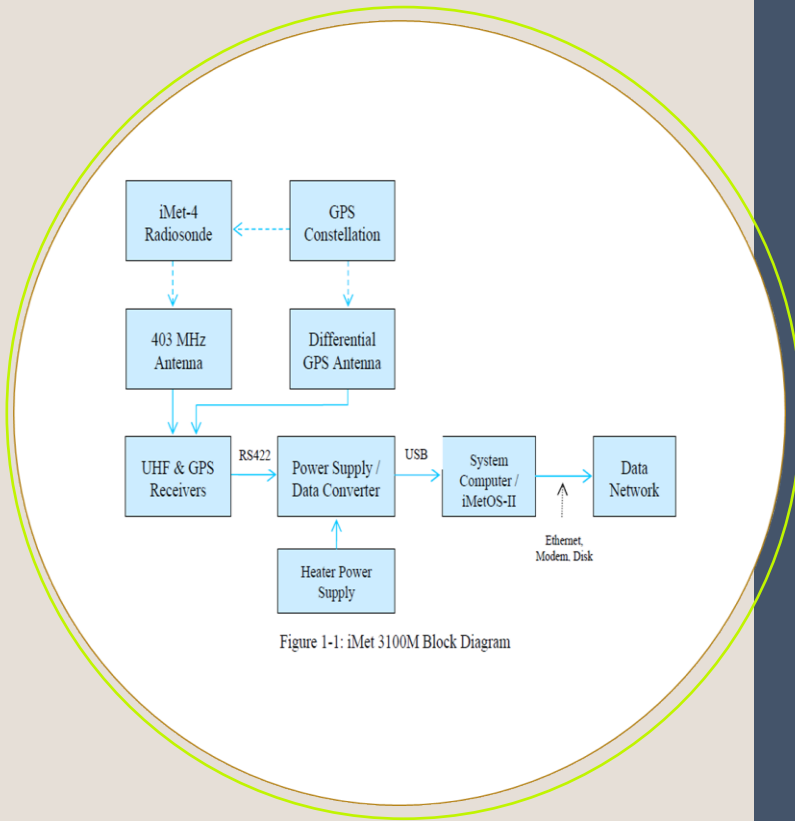 iMet-4
Radiosonde
GPS
Constellation
403 MHz
Antenna
Differential
GPS Antenna
UHF & GPS
Receivers
RS422
Power Supply /
Data Converter
USB
System
Computer /
iMetOS-II
Data
Network
Ethernet,
Modem, Disk
Heater Power
Supply
Figure 1-1: iMet 3100M Block Diagram